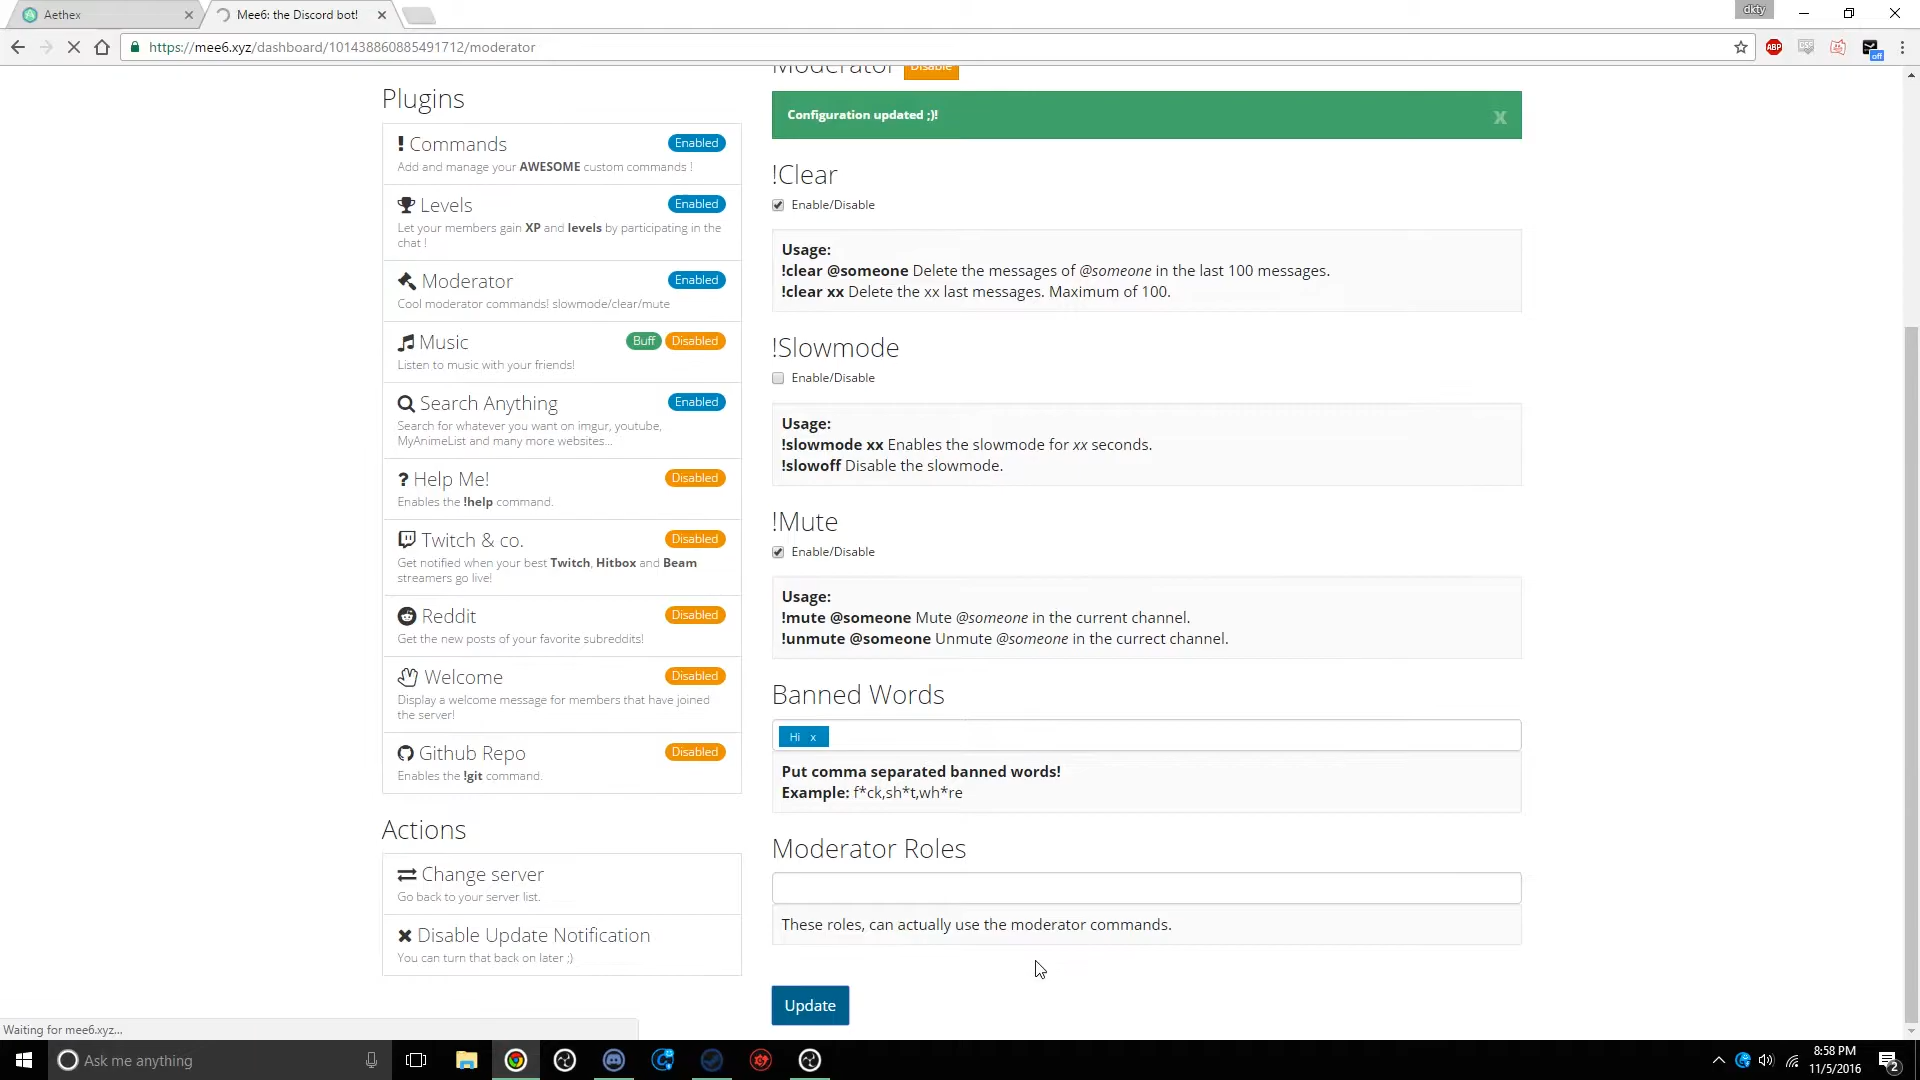 Aethex
Mee6: the Discord bot!
dkty
https://mee6.xyz/dashboard/101438860885491712/moderator
ABP
off
Moderator Disable
Plugins
Configuration updated ;)!
x
! Commands Enabled
Add and manage your AWESOME custom commands !
Levels Enabled
Let your members gain XP and levels by participating in the
chat !
Moderator Enabled
Cool moderator commands! slowmode/clear/mute
Music Buff Disabled
Listen to music with your friends!
Search Anything Enabled
Search for whatever you want on imgur, youtube,
MyAnimeList and many more websites...
? Help Me! Disabled
Enables the !help command.
Twitch & co. Disabled
Get notified when your best Twitch, Hitbox and Beam
streamers go live!
Reddit Disabled
Get the new posts of your favorite subreddits!
Welcome Disabled
Display a welcome message for members that have joined
the server!
Github Repo Disabled
Enables the !git command.
Actions
Change server
Go back to your server list.
Disable Update Notification
You can turn that back on later ;)
!Clear
Enable/Disable
Usage:
!clear @someone Delete the messages of @someone in the last 100 messages.
!clear xx Delete the xx last messages. Maximum of 100.
!Slowmode
Enable/Disable
Usage:
!slowmode xx Enables the slowmode for xx seconds.
!slowoff Disable the slowmode.
!Mute
Enable/Disable
Usage:
!mute @someone Mute @someone in the current channel.
!unmute @someone Unmute @someone in the currect channel.
Banned Words
Hi x
Put comma separated banned words!
Example: f*ck,sh*t,wh*re
Moderator Roles
These roles, can actually use the moderator commands.
Update
Waiting for mee6.xyz...
Ask me anything
8:58 PM
11/5/2016
2